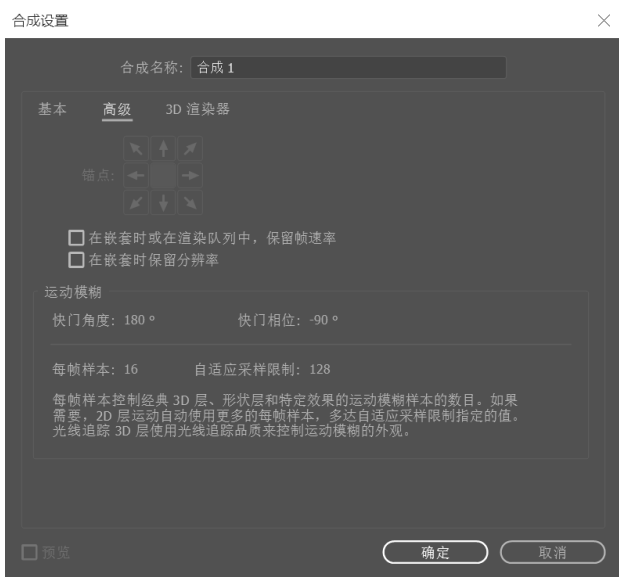 合成设置
合成名称: 合成 1
基本 高级 3D 渲染器
锚点:
在嵌套时或在渲染队列中，保留帧速率
在嵌套时保留分辨率
运动模糊
快门角度: 180 ° 快门相位: -90 °
每帧样本: 16 自适应采样限制: 128
每帧样本控制经典 3D 层、形状层和特定效果的运动模糊样本的数目。如果
需要，2D 层运动自动使用更多的每帧样本，多达自适应采样限制指定的值。
光线追踪 3D 层使用光线追踪品质来控制运动模糊的外观。
预览 确定 取消